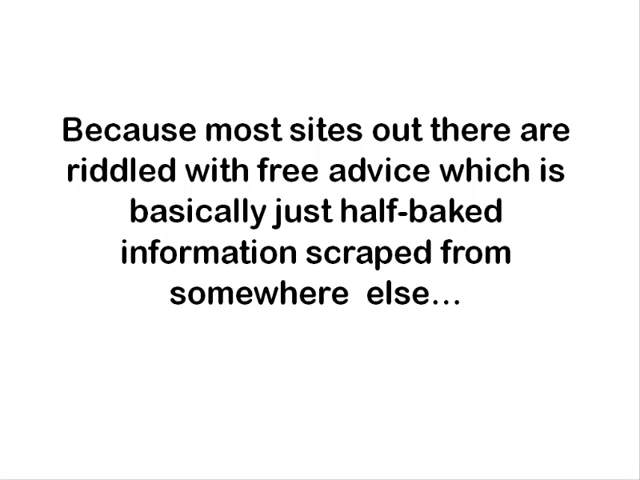 Because most sites out there are
riddled with free advice which is
basically just half-baked
information scraped from
somewhere  else…